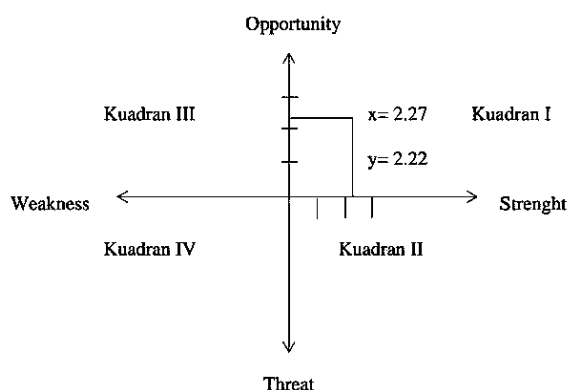 Opportunity
Kuadran III
x= 2.27
Kuadran I
y= 2.22
Weakness
Strenght
Kuadran IV
Kuadran II
Threat